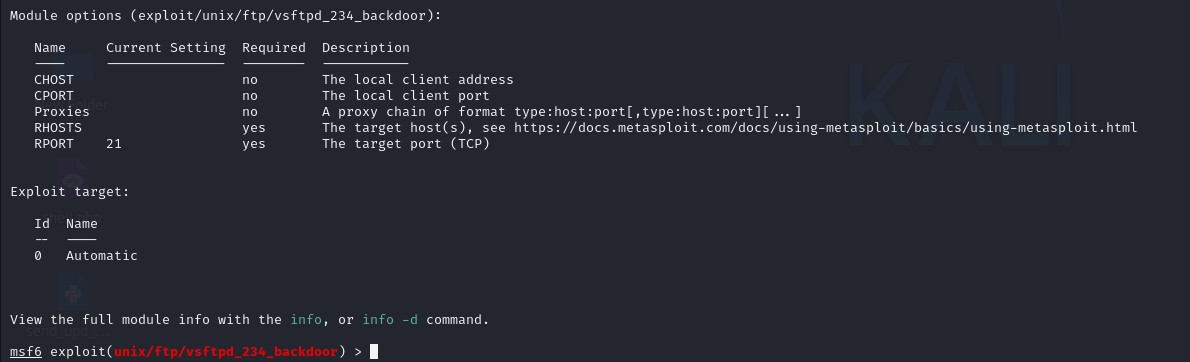 Module options (exploit/unix/ftp/vsftpd_234_backdoor):
Name Current Setting Required Description
---- --------------- -------- -----------
CHOST no The local client address
CPORT no The local client port
Proxies no A proxy chain of format type:host:port[,type:host:port][...]
RHOSTS yes The target host(s), see https://docs.metasploit.com/docs/using-metasploit/basics/using-metasploit.html
RPORT 21 yes The target port (TCP)
Exploit target:
Id Name
-- ----
0 Automatic
View the full module info with the info, or info -d command.
msf6 exploit(unix/ftp/vsftpd_234_backdoor) >
KALI